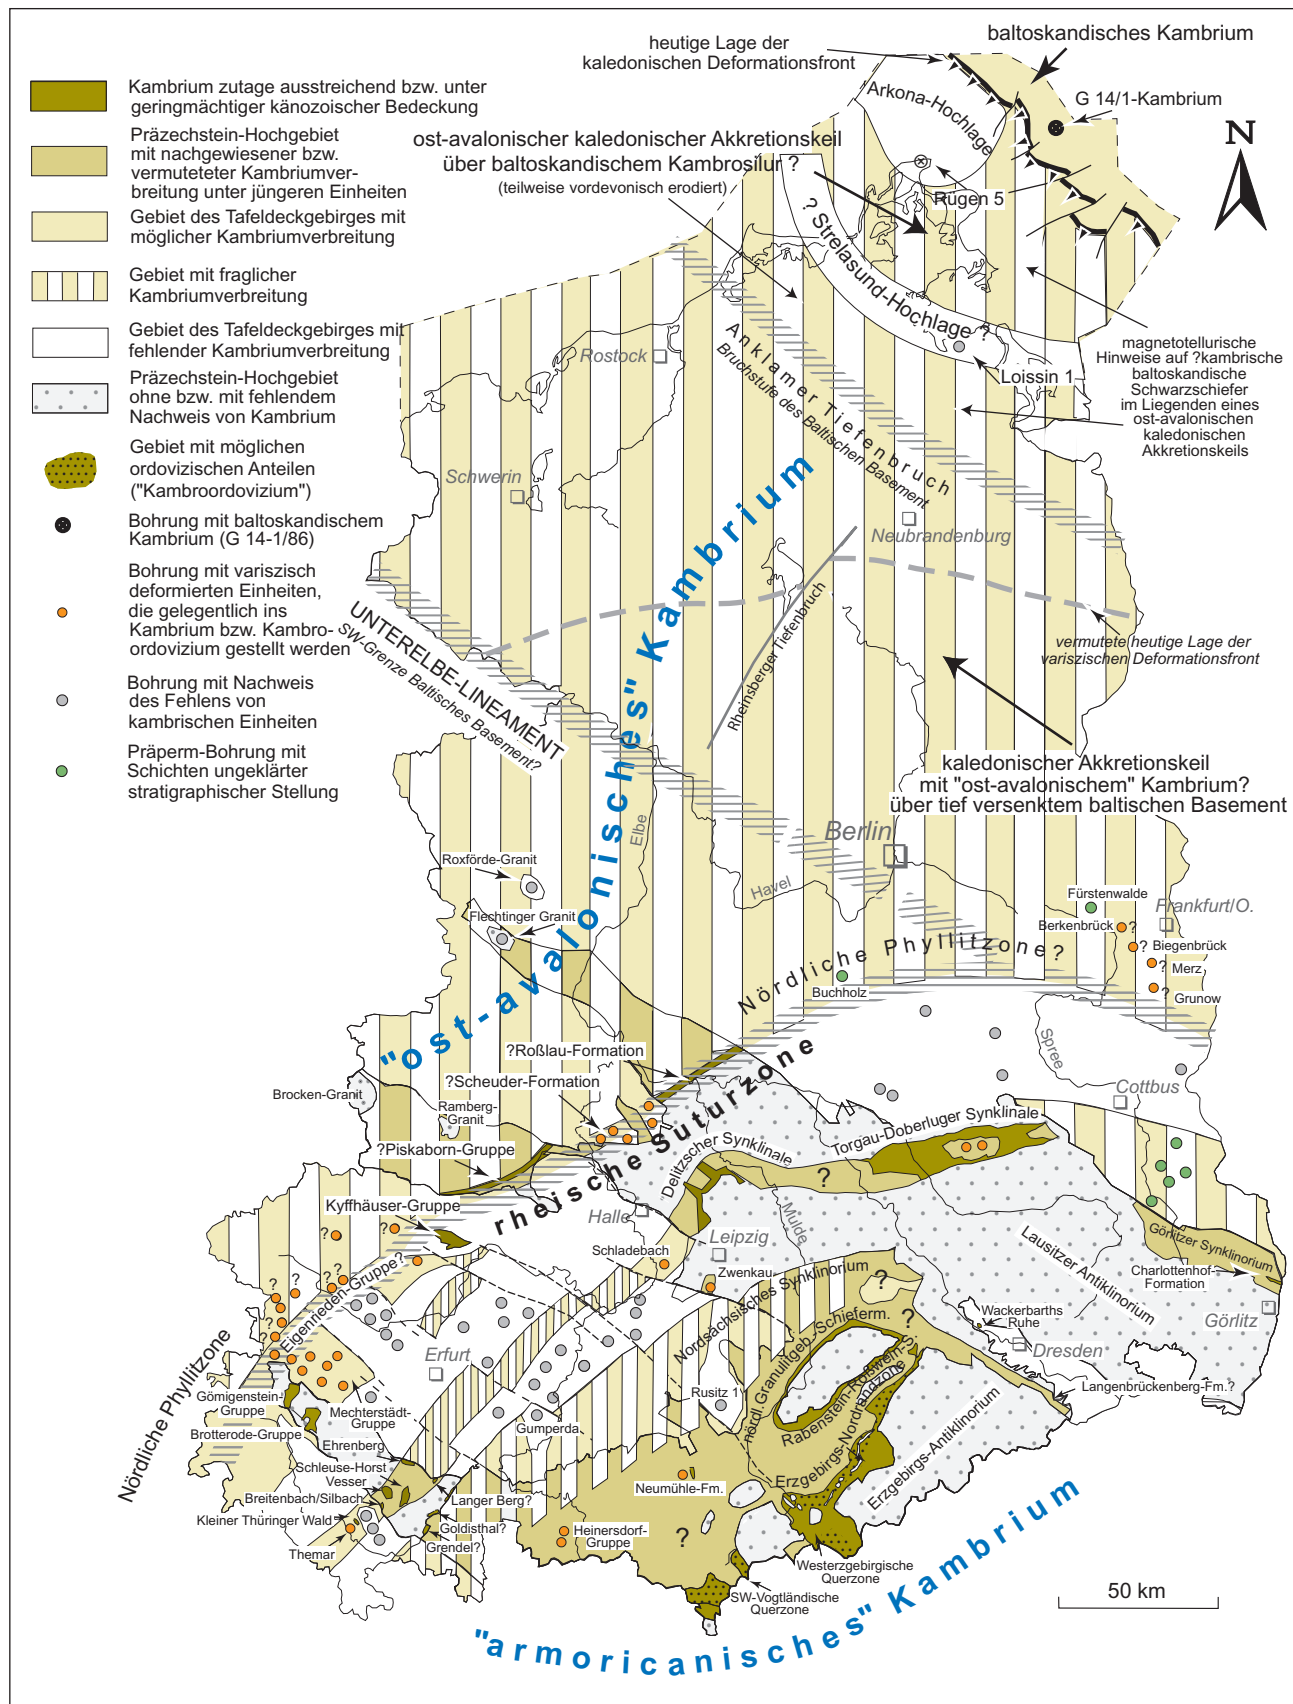 Kambrium zutage ausstreichend bzw. unter
geringmächtiger känozoischer Bedeckung
Präzechstein-Hochgebiet
mit nachgewiesener bzw.
vermuteteter Kambriumver-
breitung unter jüngeren Einheiten
Gebiet des Tafeldeckgebirges mit
möglicher Kambriumverbreitung
Gebiet mit fraglicher
Kambriumverbreitung
Gebiet des Tafeldeckgebirges mit
fehlender Kambriumverbreitung
Präzechstein-Hochgebiet
ohne bzw. mit fehlendem
Nachweis von Kambrium
Gebiet mit möglichen
ordovizischen Anteilen
("Kambroordovizium")
Bohrung mit baltoskandischem
Kambrium (G 14-1/86)
Bohrung mit variszisch
deformierten Einheiten,
die gelegentlich ins
Kambrium bzw. Kambro-
ordovizium gestellt werden
Bohrung mit Nachweis
des Fehlens von
kambrischen Einheiten
Präperm-Bohrung mit
Schichten ungeklärter
stratigraphischer Stellung
heutige Lage der
kaledonischen Deformationsfront
baltoskandisches Kambrium
G 14/1-Kambrium
N
Arkona-Hochlage
ost-avalonischer kaledonischer Akkretionskeil
über baltoskandischem Kambrosilur ?
(teilweise vordevonisch erodiert)
Rügen 5
? Strelasund-Hochlage ?
Loissin 1
magnetotellurische
Hinweise auf ?kambrische
baltoskandische
Schwarzschiefer
im Liegenden eines
ost-avalonischen
kaledonischen
Akkretionskeils
Rostock
Anklamer Tiefenbruch
Bruchstufe des Baltischen Basement
Schwerin
Neubrandenburg
UNTERELBE-LINEAMENT
SW-Grenze Baltisches Basement?
Rheinsberger Tiefenbruch
vermutete heutige Lage der
variszischen Deformationsfront
"ost-avalonisches" Kambrium
kaledonischer Akkretionskeil
mit "ost-avalonischem" Kambrium?
über tief versenktem baltischen Basement
Elbe
Berlin
Havel
Roxförde-Granit
Flechtinger Granit
Fürstenwalde
Frankfurt/O.
Berkenbrück
?
? Biegenbrück
? Merz
? Grunow
Nördliche Phyllitzone?
Buchholz
Spree
Cottbus
?Roßlau-Formation
?Scheuder-Formation
Brocken-Granit
Ramberg-
Granit
?Piskaborn-Gruppe
rheische Suturzone
Delitzscher Synklinale
Torgau-Doberluger Synklinale
?
Kyffhäuser-Gruppe
Halle
Mulde
Leipzig
Schladebach
Zwenkau
Lausitzer Antiklinorium
Görlitzer Synklinorium
Charlottenhof-
Formation
Görlitz
?
?
? ?
?
?
?
?
?
Eigenrieden-Gruppe?
Nordsächsisches Synklinorium
?
?
Wackerbarths
Ruhe
Dresden
Langenbrückenberg-Fm.?
Erfurt
nördl. Granulitgeb.-Schieferm.
Rabenstein-Roßwein-S.
Erzgebirgs-Nordrandzone
Erzgebirgs-Antiklinorium
Rusitz 1
Nördliche Phyllitzone
Gömigenstein-
Gruppe
Mechterstädt-
Gruppe
Brotterode-Gruppe
Gumperda
Ehrenberg
Schleuse-Horst
Vesser
Breitenbach/Silbach
Kleiner Thüringer Wald
Themar
Langer Berg?
Goldisthal?
Grendel?
Neumühle-Fm.
Heinersdorf-
Gruppe
?
Westerzgebirgische
Querzone
SW-Vogtländische
Querzone
50 km
"armoricanisches" Kambrium